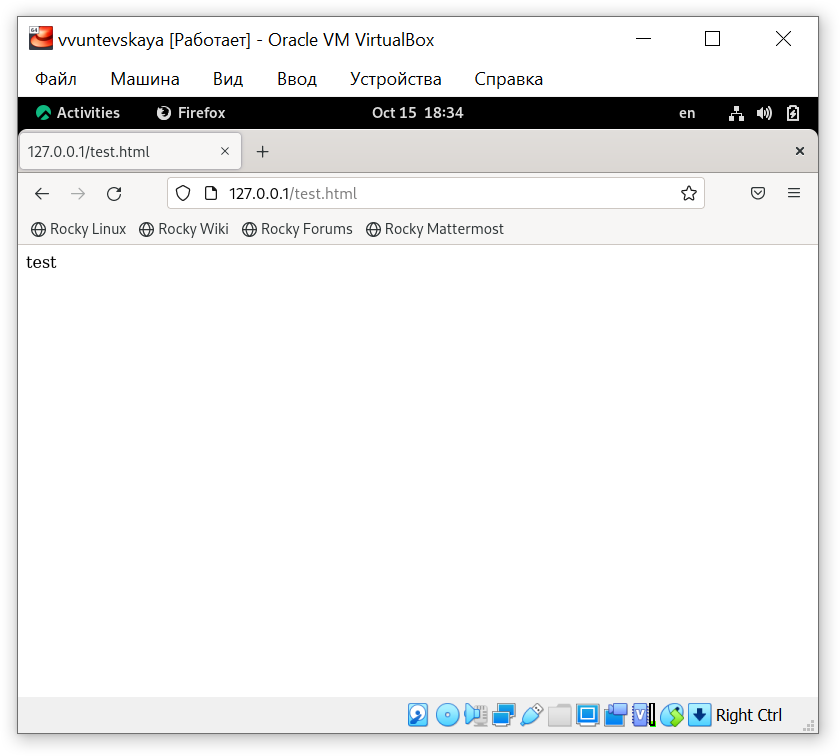 vvuntevskaya [Работает] - Oracle VM VirtualBox
Файл Машина Вид Ввод Устройства Справка
Activities Firefox Oct 15 18:34 en
127.0.0.1/test.html
127.0.0.1/test.html
Rocky Linux Rocky Wiki Rocky Forums Rocky Mattermost
test
Right Ctrl